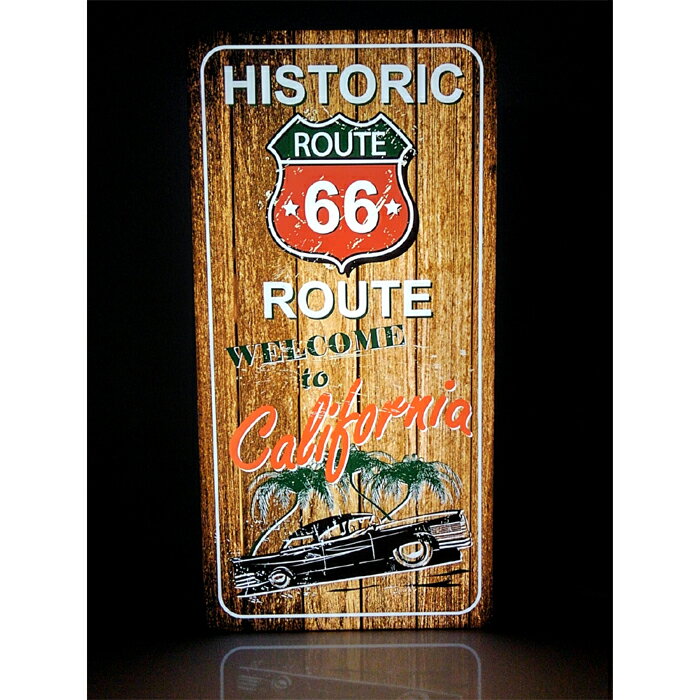 HISTORIC
ROUTE
66
ROUTE
WELCOME
to
California